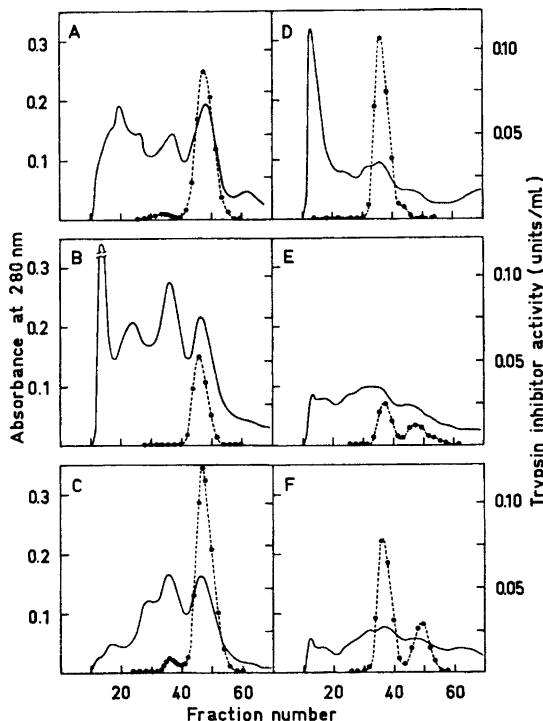 Absorbance at 280 nm
Trypsin inhibitor activity (units/ml)
Fraction number
A
0.3
0.2
0.1
D
0.10
0.05
B
0.3
0.2
0.1
E
0.10
0.05
C
0.3
0.2
0.1
20 40 60
F
0.10
0.05
20 40 60